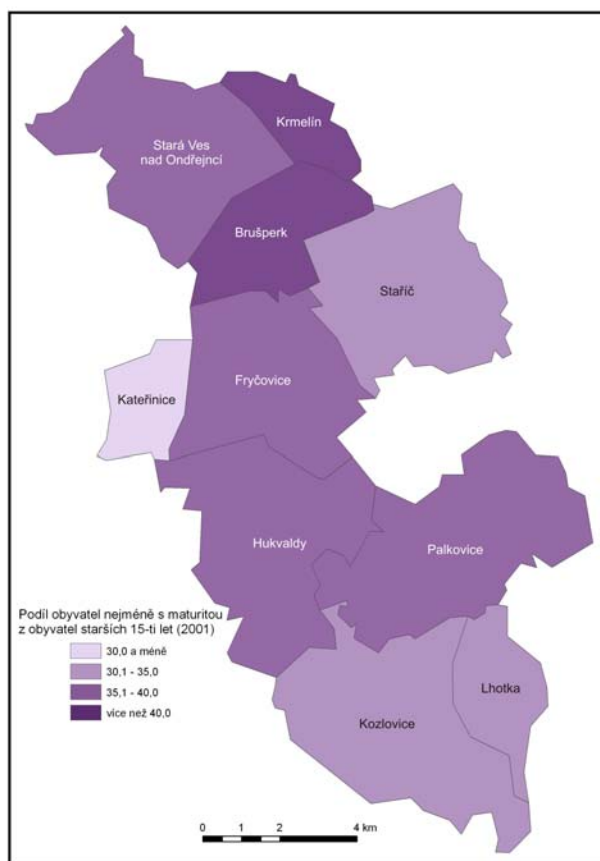 Krmelín
Stará Ves
nad Ondřejncí
Brušperk
Staříč
Kateřinice
Fryčovice
Hukvaldy
Palkovice
Podíl obyvatel nejméně s maturitou
z obyvatel starších 15-ti let (2001)
30,0 a méně
30,1 - 35,0
35,1 - 40,0
více než 40,0
Lhotka
Kozlovice
0 1 2 4 km